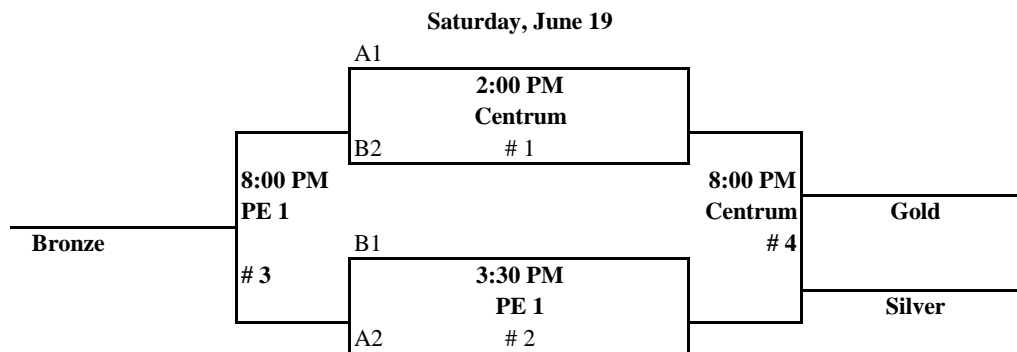 Saturday, June 19
A1
2:00 PM
Centrum
B2 # 1
8:00 PM 8:00 PM
PE 1 Centrum Gold
Bronze B1 # 4
# 3 3:30 PM
PE 1 Silver
A2 # 2